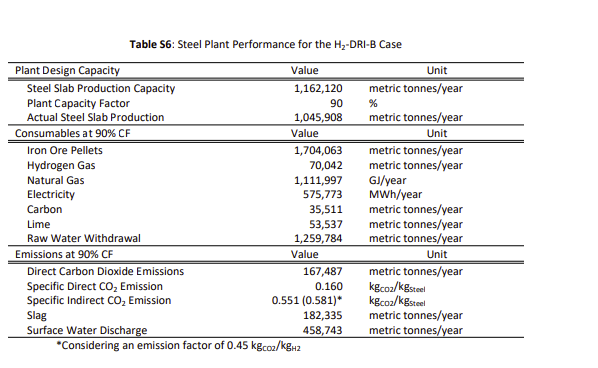 Table S6: Steel Plant Performance for the H2-DRI-B Case
Plant Design Capacity Value Unit
Steel Slab Production Capacity 1,162,120 metric tonnes/year
Plant Capacity Factor 90 %
Actual Steel Slab Production 1,045,908 metric tonnes/year
Consumables at 90% CF Value Unit
Iron Ore Pellets 1,704,063 metric tonnes/year
Hydrogen Gas 70,042 metric tonnes/year
Natural Gas 1,111,997 GJ/year
Electricity 575,773 MWh/year
Carbon 35,511 metric tonnes/year
Lime 53,537 metric tonnes/year
Raw Water Withdrawal 1,259,784 metric tonnes/year
Emissions at 90% CF Value Unit
Direct Carbon Dioxide Emissions 167,487 metric tonnes/year
Specific Direct CO2 Emission 0.160 kgCO2/kgSteel
Specific Indirect CO2 Emission 0.551 (0.581)* kgCO2/kgSteel
Slag 182,335 metric tonnes/year
Surface Water Discharge 458,743 metric tonnes/year
*Considering an emission factor of 0.45 kgCO2/kgH2